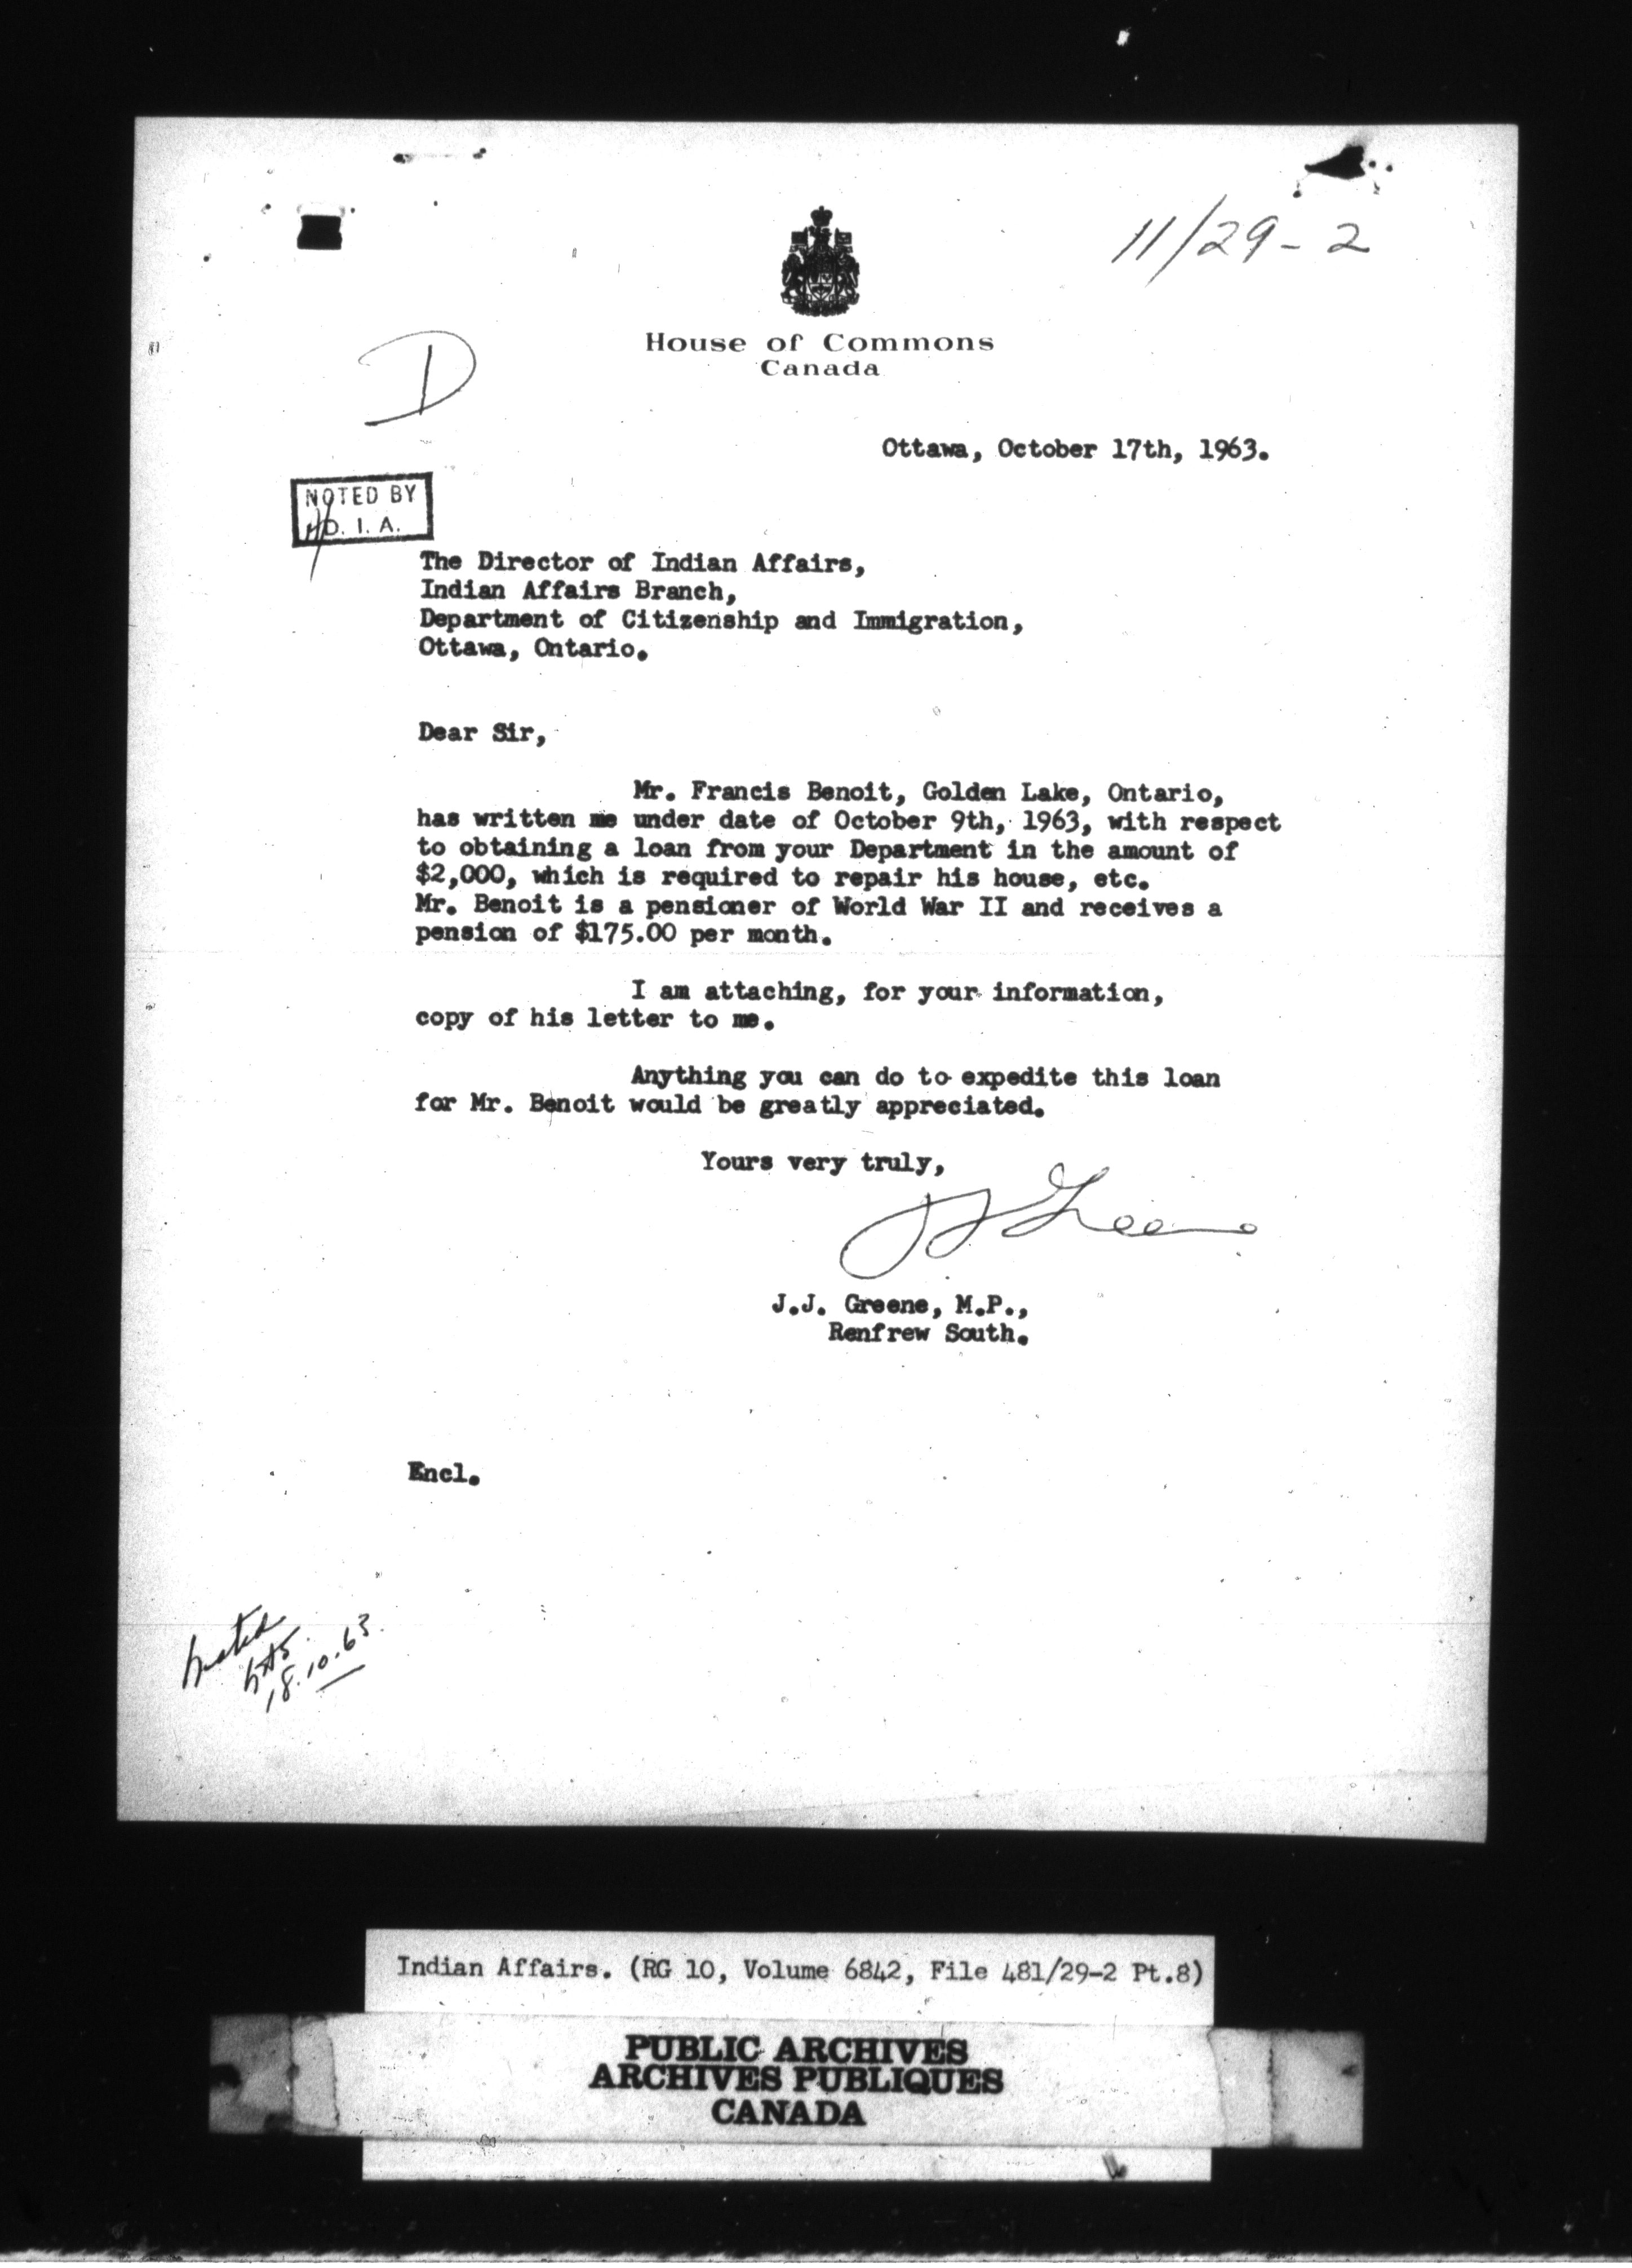 11/29-2
House of Commons
Canada
D
Ottawa, October 17th, 1963.
NOTED BY
D. I. A.
The Director of Indian Affairs,
Indian Affairs Branch,
Department of Citizenship and Immigration,
Ottawa, Ontario.
Dear Sir,
Mr. Francis Benoit, Golden Lake, Ontario,
has written me under date of October 9th, 1963, with respect
to obtaining a loan from your Department in the amount of
$2,000, which is required to repair his house, etc.
Mr. Benoit is a pensioner of World War II and receives a
pension of $175.00 per month.
I am attaching, for your information,
copy of his letter to me.
Anything you can do to expedite this loan
for Mr. Benoit would be greatly appreciated.
Yours very truly,
JJ Greene
J.J. Greene, M.P.,
Renfrew South.
Encl.
noted
18.10.63.
Indian Affairs. (RG 10, Volume 6842, File 481/29-2 Pt.8)
PUBLIC ARCHIVES
ARCHIVES PUBLIQUES
CANADA